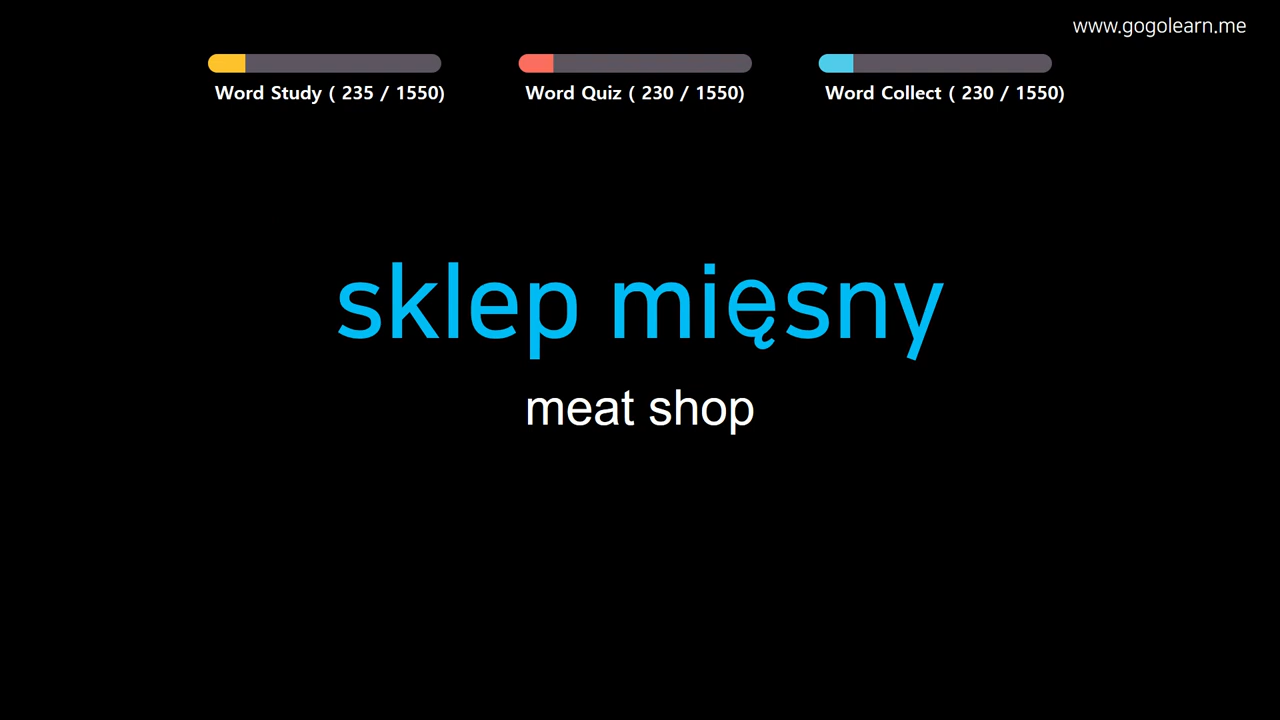 www.gogolearn.me
Word Study ( 235 / 1550)
Word Quiz ( 230 / 1550)
Word Collect ( 230 / 1550)
sklep mięsny
meat shop